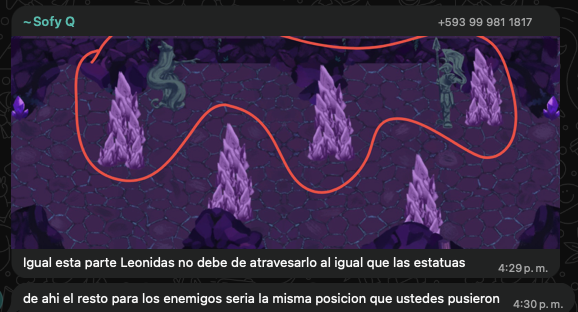 ~Sofy Q
+593 99 981 1817
Igual esta parte Leonidas no debe de atravesarlo al igual que las estatuas
4:29 p. m.
de ahi el resto para los enemigos seria la misma posicion que ustedes pusieron
4:30 p. m.